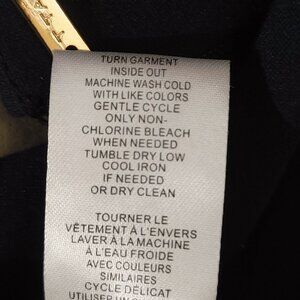 TURN GARMENT
INSIDE OUT
MACHINE WASH COLD
WITH LIKE COLORS
GENTLE CYCLE
ONLY NON-
CHLORINE BLEACH
WHEN NEEDED
TUMBLE DRY LOW
COOL IRON
IF NEEDED
OR DRY CLEAN
TOURNER LE
VÊTEMENT À L'ENVERS
LAVER À LA MACHINE
À L'EAU FROIDE
AVEC COULEURS
SIMILAIRES
CYCLE DÉLICAT
UTILISER UN